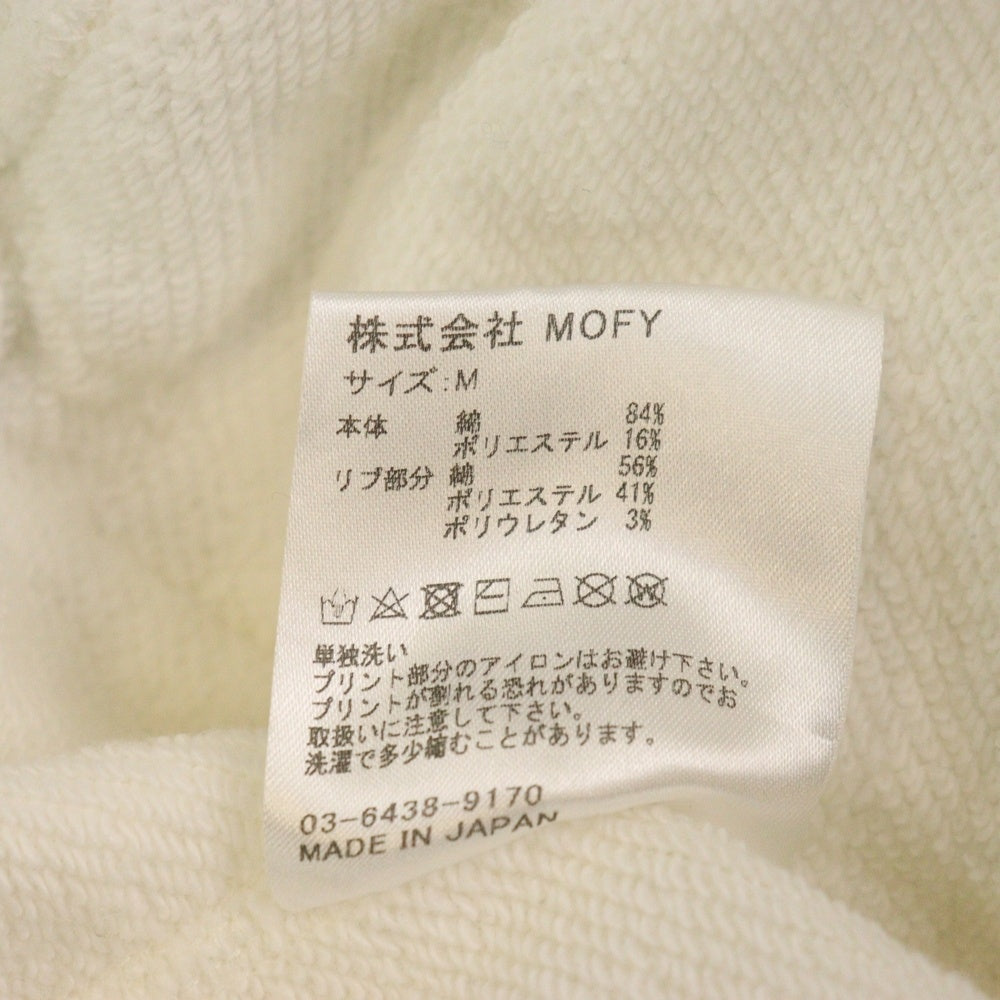 株式会社 MOFY
サイズ:M
本体 綿 84%
ポリエステル 16%
リブ部分 綿 56%
ポリエステル 41%
ポリウレタン 3%
単独洗い
プリント部分のアイロンはお避け下さい。
プリントが割れる恐れがありますのでお
取扱いに注意して下さい。
洗濯で多少縮むことがあります。
03-6438-9170
MADE IN JAPAN